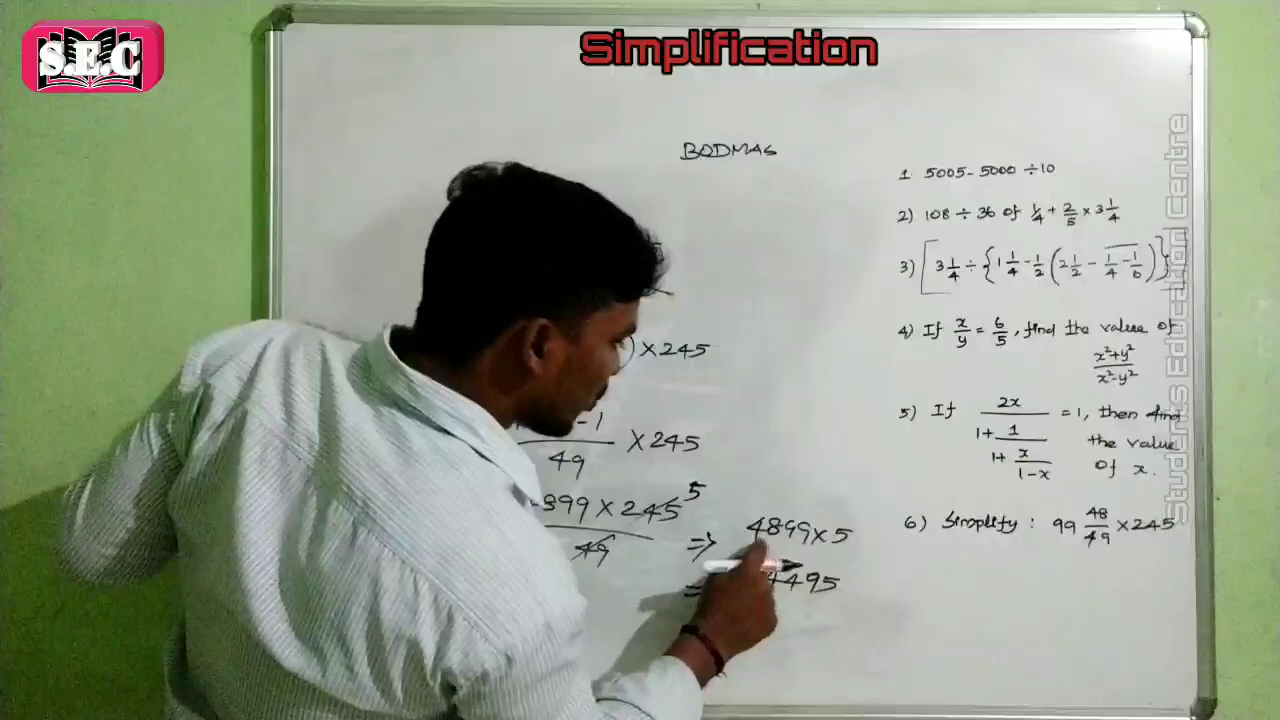 S.E.C
Simplification
BODMAS
) × 245
-1
49
× 245
899 × 245 5
49
⇒ 4899 × 5
= 4495
1 5005 - 5000 ÷ 10
2) 108 ÷ 36 of 1/4 + 2/5 × 3 1/4
3) [ 3 1/4 ÷ { 1 1/4 - 1/2 ( 2 1/2 - 1/4 - 1/6 ) }
4) If x/y = 6/5, find the value of
x²+y²
x²-y²
5) If 2x = 1, then find
1 + 1 the value
1 + x of x.
1-x
6) Simplify : 99 48/49 × 245
Students Education Centre